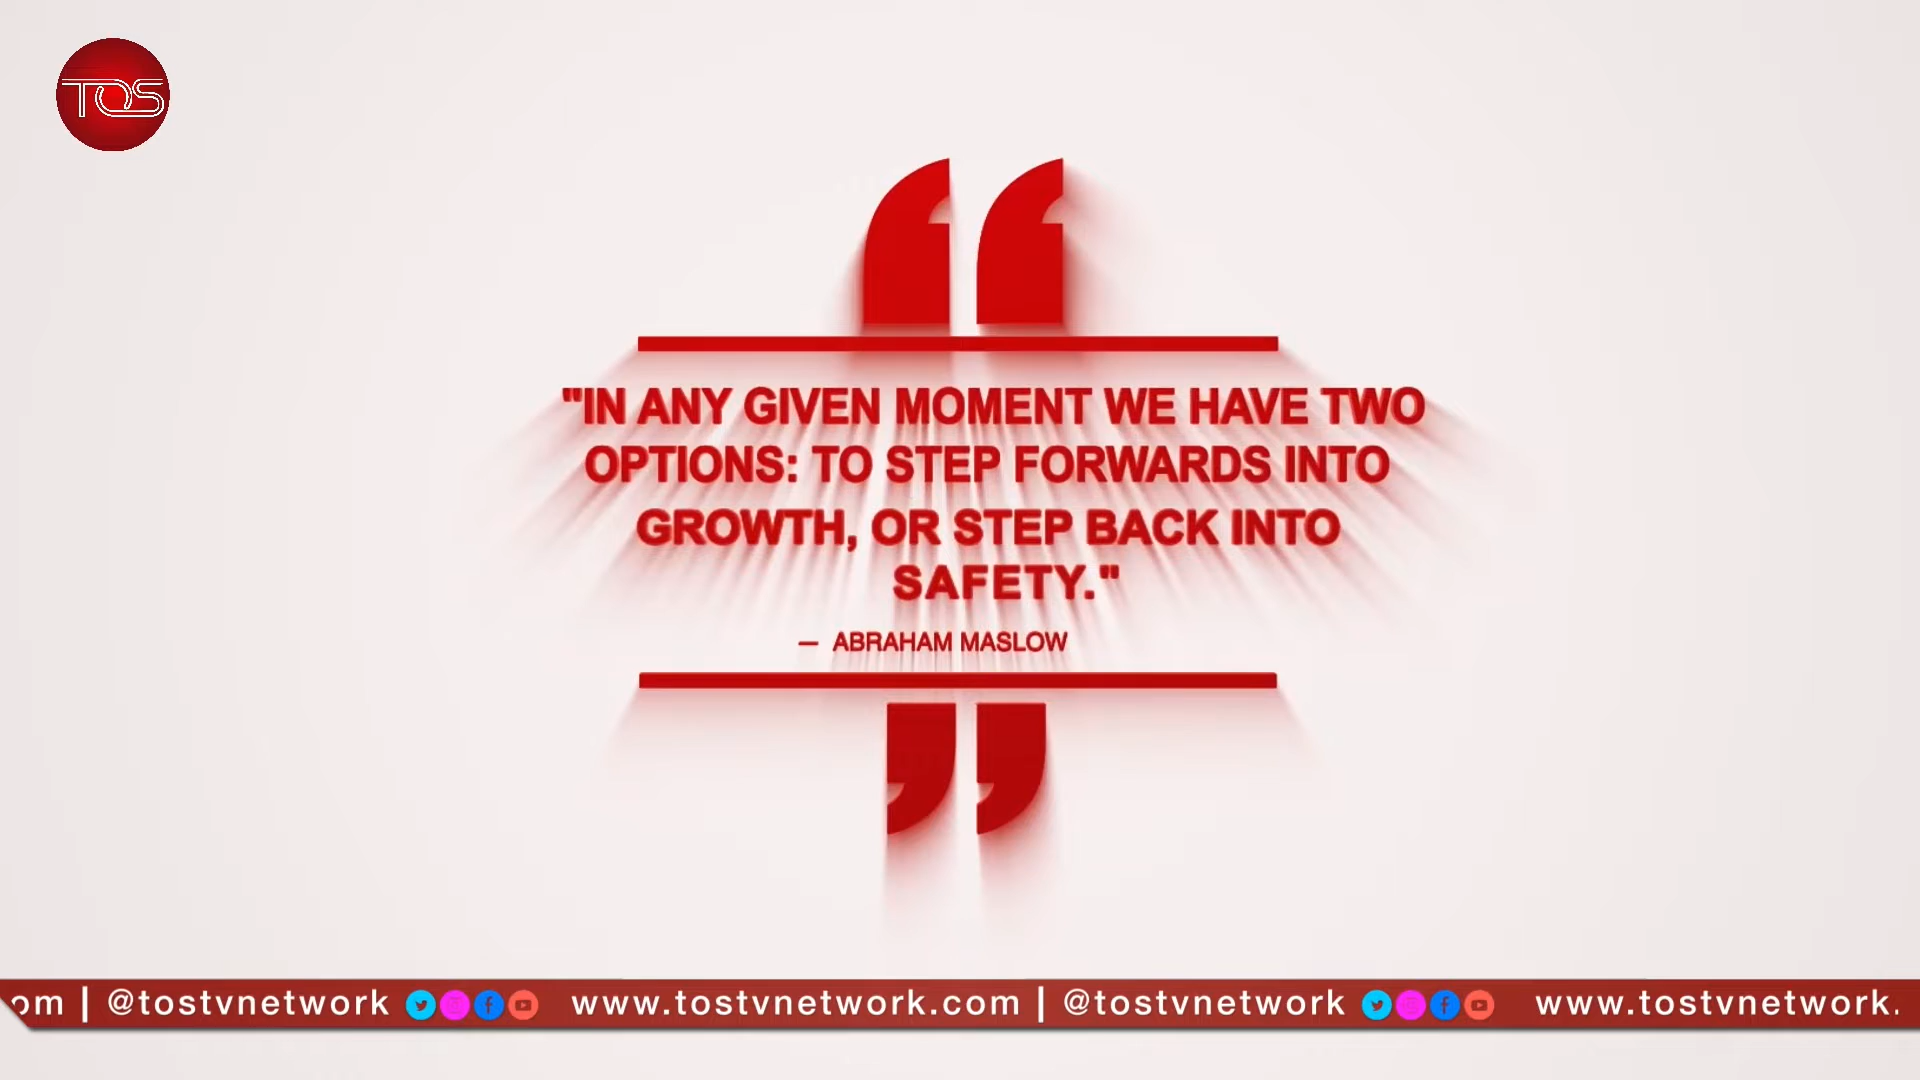 TOS
"IN ANY GIVEN MOMENT WE HAVE TWO
OPTIONS: TO STEP FORWARDS INTO
GROWTH, OR STEP BACK INTO
SAFETY."
— ABRAHAM MASLOW
om | @tostvnetwork www.tostvnetwork.com | @tostvnetwork www.tostvnetwork.